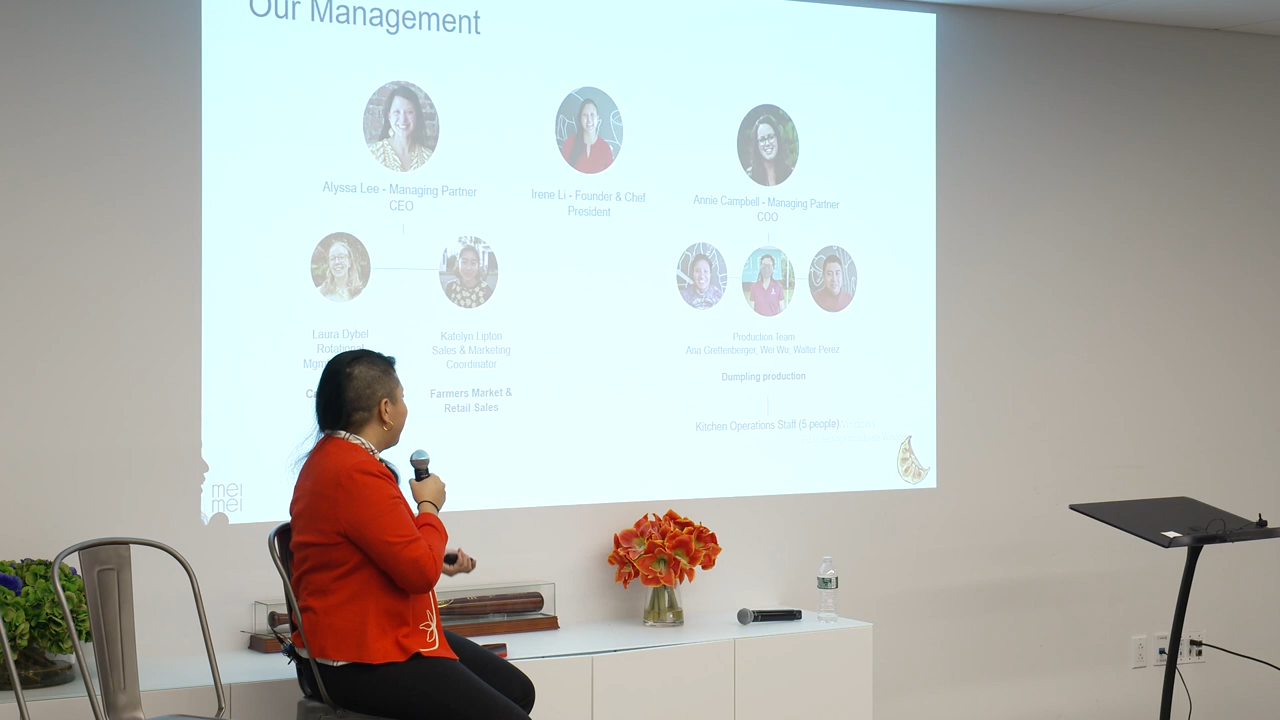 Our Management
Alyssa Lee - Managing Partner
CEO
Irene Li - Founder & Chef
President
Annie Campbell - Managing Partner
COO
Laura Dybel
Rotational
Mgm
Katelyn Lipton
Sales & Marketing
Coordinator
Farmers Market &
Retail Sales
Production Team
Ana Grettenberger, Wei Wu, Walter Perez
Dumpling production
Kitchen Operations Staff (5 people)
mei
mei